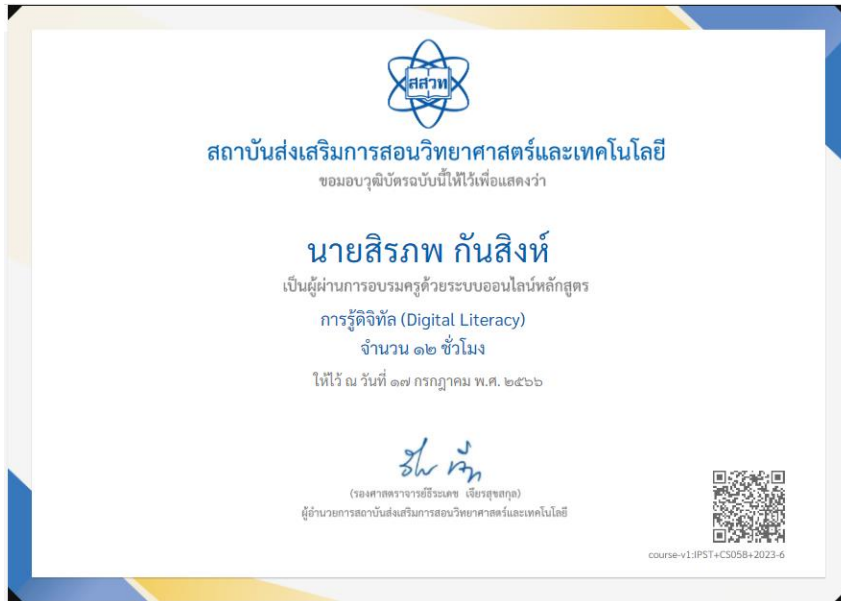 สสวท
สถาบันส่งเสริมการสอนวิทยาศาสตร์และเทคโนโลยี
ขอมอบวุฒิบัตรฉบับนี้ให้ไว้เพื่อแสดงว่า
นายสิรภพ กันสิงห์
เป็นผู้ผ่านการอบรมครูด้วยระบบออนไลน์หลักสูตร
การรู้ดิจิทัล (Digital Literacy)
จำนวน ๑๒ ชั่วโมง
ให้ไว้ ณ วันที่ ๑๗ กรกฎาคม พ.ศ. ๒๕๖๖
(รองศาสตราจารย์ธีระเดช เจียรสุขสกุล)
ผู้อำนวยการสถาบันส่งเสริมการสอนวิทยาศาสตร์และเทคโนโลยี
course-v1:IPST+CS058+2023-6